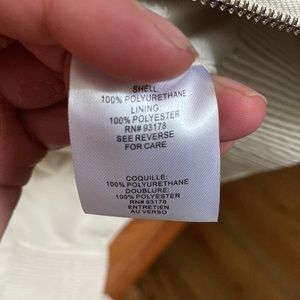 SHELL:
100% POLYURETHANE
LINING:
100% POLYESTER
RN# 93178
SEE REVERSE
FOR CARE
COQUILLE:
100% POLYURETHANE
DOUBLURE:
100% POLYESTER
RN# 93178
ENTRETIEN
AU VERSO